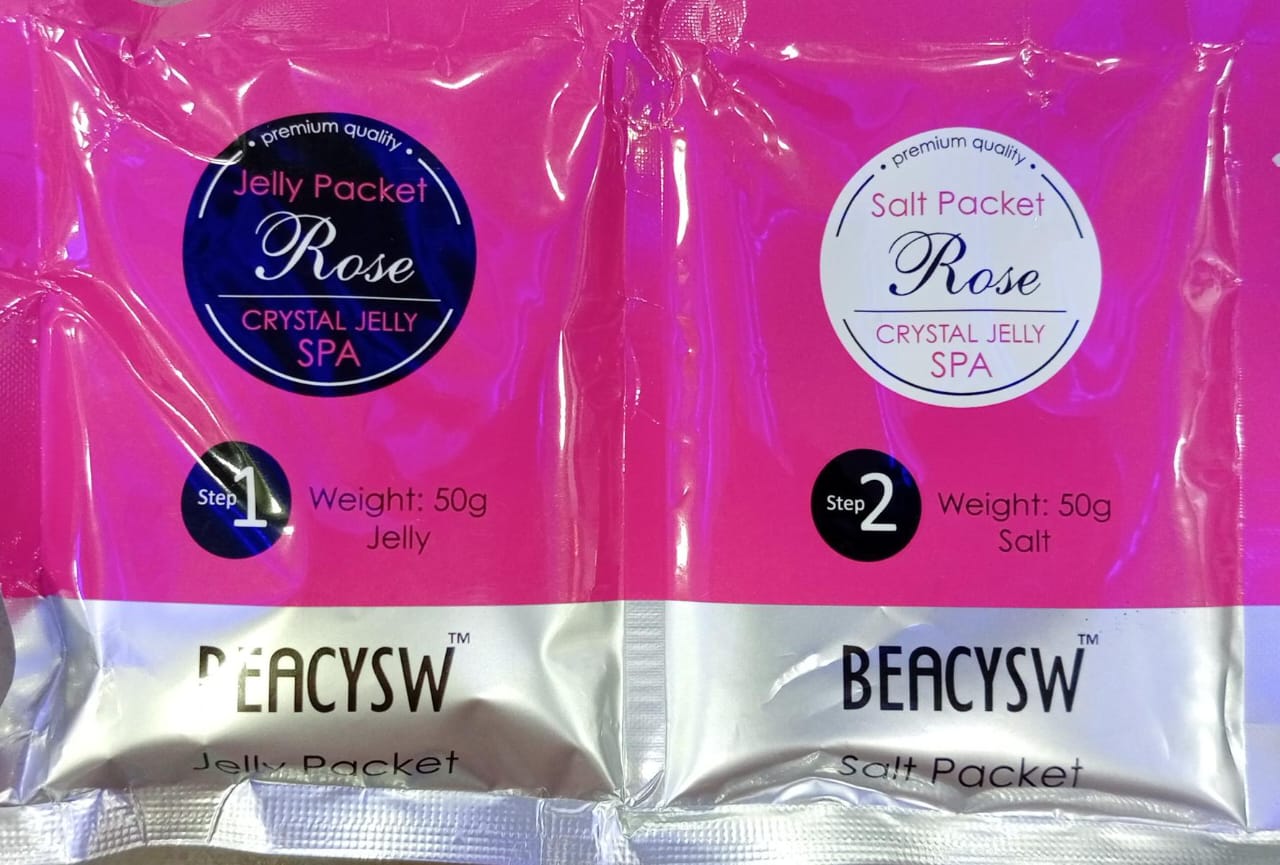 • premium quality •
Jelly Packet
Rose
CRYSTAL JELLY
SPA
Step 1
Weight: 50g
Jelly
BEACYSW™
Jelly Packet
• premium quality •
Salt Packet
Rose
CRYSTAL JELLY
SPA
Step 2
Weight: 50g
Salt
BEACYSW™
Salt Packet